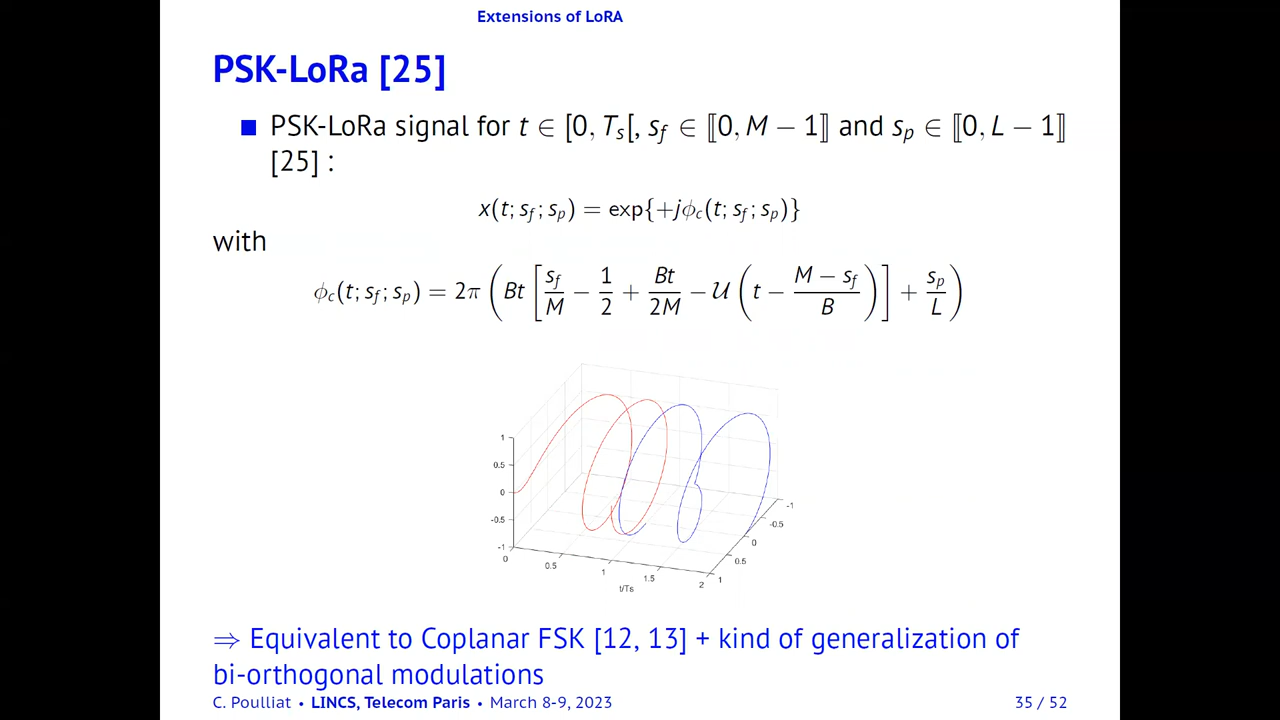 Extensions of LoRA
PSK-LoRa [25]
■ PSK-LoRa signal for t ∈ [0, Ts[, sf ∈ ⟦0, M − 1⟧ and sp ∈ ⟦0, L − 1⟧
[25] :
x(t; sf; sp) = exp{+jϕc(t; sf; sp)}
with
ϕc(t; sf; sp) = 2π (Bt [sf/M − 1/2 + Bt/2M − U (t − (M − sf)/B)] + sp/L)
1
0.5
0
-0.5
-1
0
0.5
1
1.5
2
t/Ts
1
0.5
0
-0.5
-1
⇒ Equivalent to Coplanar FSK [12, 13] + kind of generalization of
bi-orthogonal modulations
C. Poulliat • LINCS, Telecom Paris • March 8-9, 2023 35 / 52